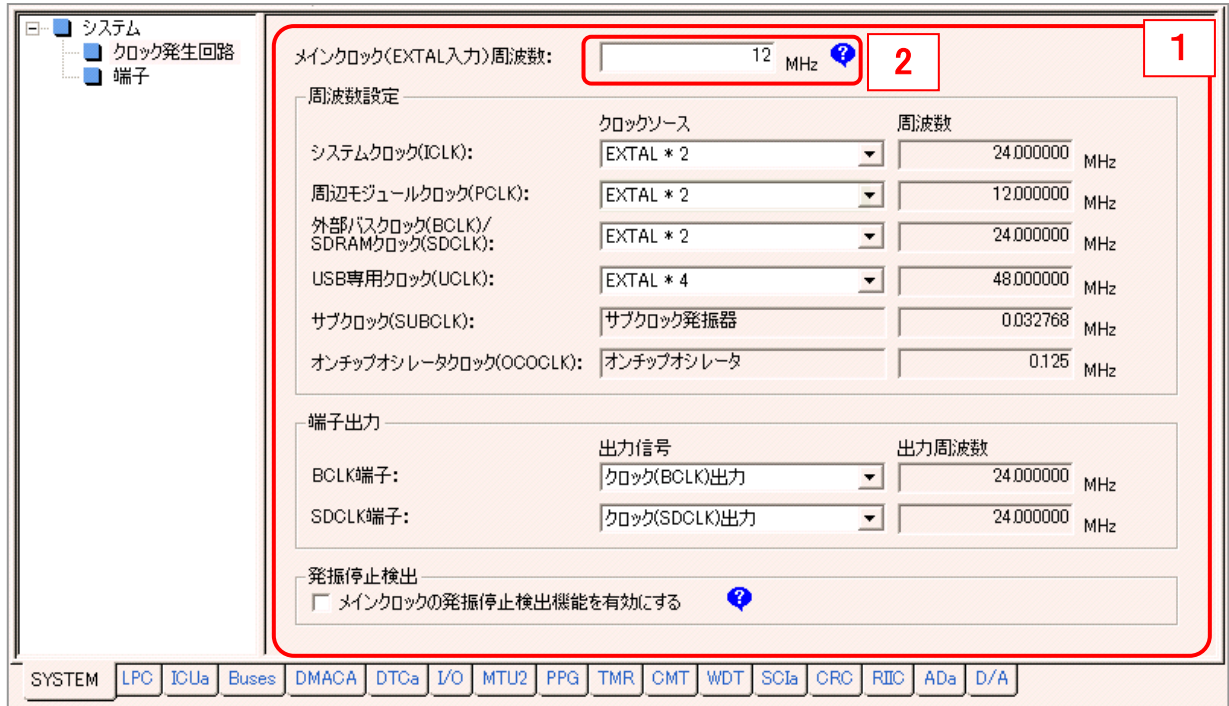 システム
クロック発生回路
端子
1
メインクロック(EXTAL入力)周波数: 12 MHz
2
周波数設定
クロックソース 周波数
システムクロック(ICLK): EXTAL * 2 24.000000 MHz
周辺モジュールクロック(PCLK): EXTAL * 2 12.000000 MHz
外部バスクロック(BCLK)/
SDRAMクロック(SDCLK): EXTAL * 2 24.000000 MHz
USB専用クロック(UCLK): EXTAL * 4 48.000000 MHz
サブクロック(SUBCLK): サブクロック発振器 0.032768 MHz
オンチップオシレータクロック(OCOCLK): オンチップオシレータ 0.125 MHz
端子出力
出力信号 出力周波数
BCLK端子: クロック(BCLK)出力 24.000000 MHz
SDCLK端子: クロック(SDCLK)出力 24.000000 MHz
発振停止検出
メインクロックの発振停止検出機能を有効にする
SYSTEM LPC ICUa Buses DMACA DTCa I/O MTU2 PPG TMR CMT WDT SCIa CRC RIIC ADa D/A